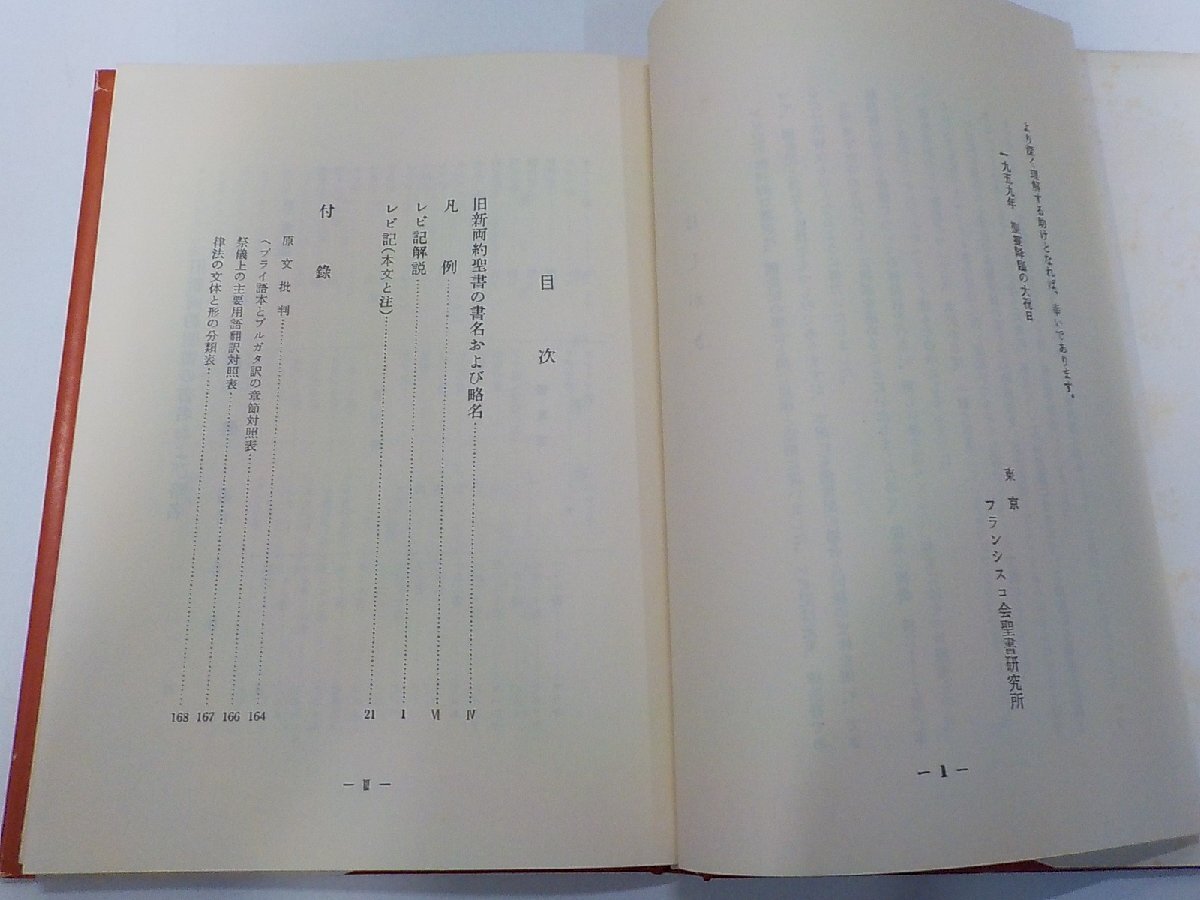 より深く理解する助けとなれば、幸いであります。
一九五九年　聖霊降臨の大祝日
東京
フランシスコ会聖書研究所
目次
旧新両約聖書の書名および略名……Ⅳ
凡例……Ⅵ
レビ記解説……1
レビ記(本文と注)……21
付録
原文批判……164
ヘブライ語本とブルガタ訳の章節対照表……166
祭儀上の主要用語翻訳対照表……167
律法の文体と形の分類表……168
— Ⅲ —